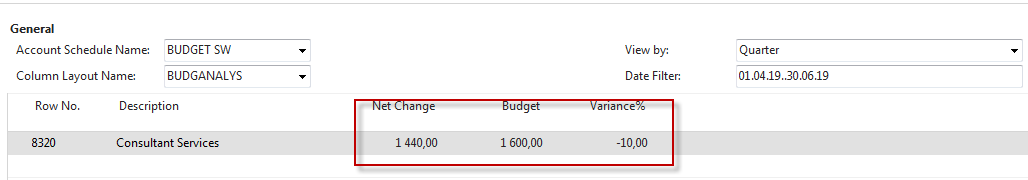 General
Account Schedule Name: BUDGET SW View by: Quarter
Column Layout Name: BUDGANALYS Date Filter: 01.04.19..30.06.19
Row No. Description Net Change Budget Variance%
8320 Consultant Services 1 440,00 1 600,00 -10,00